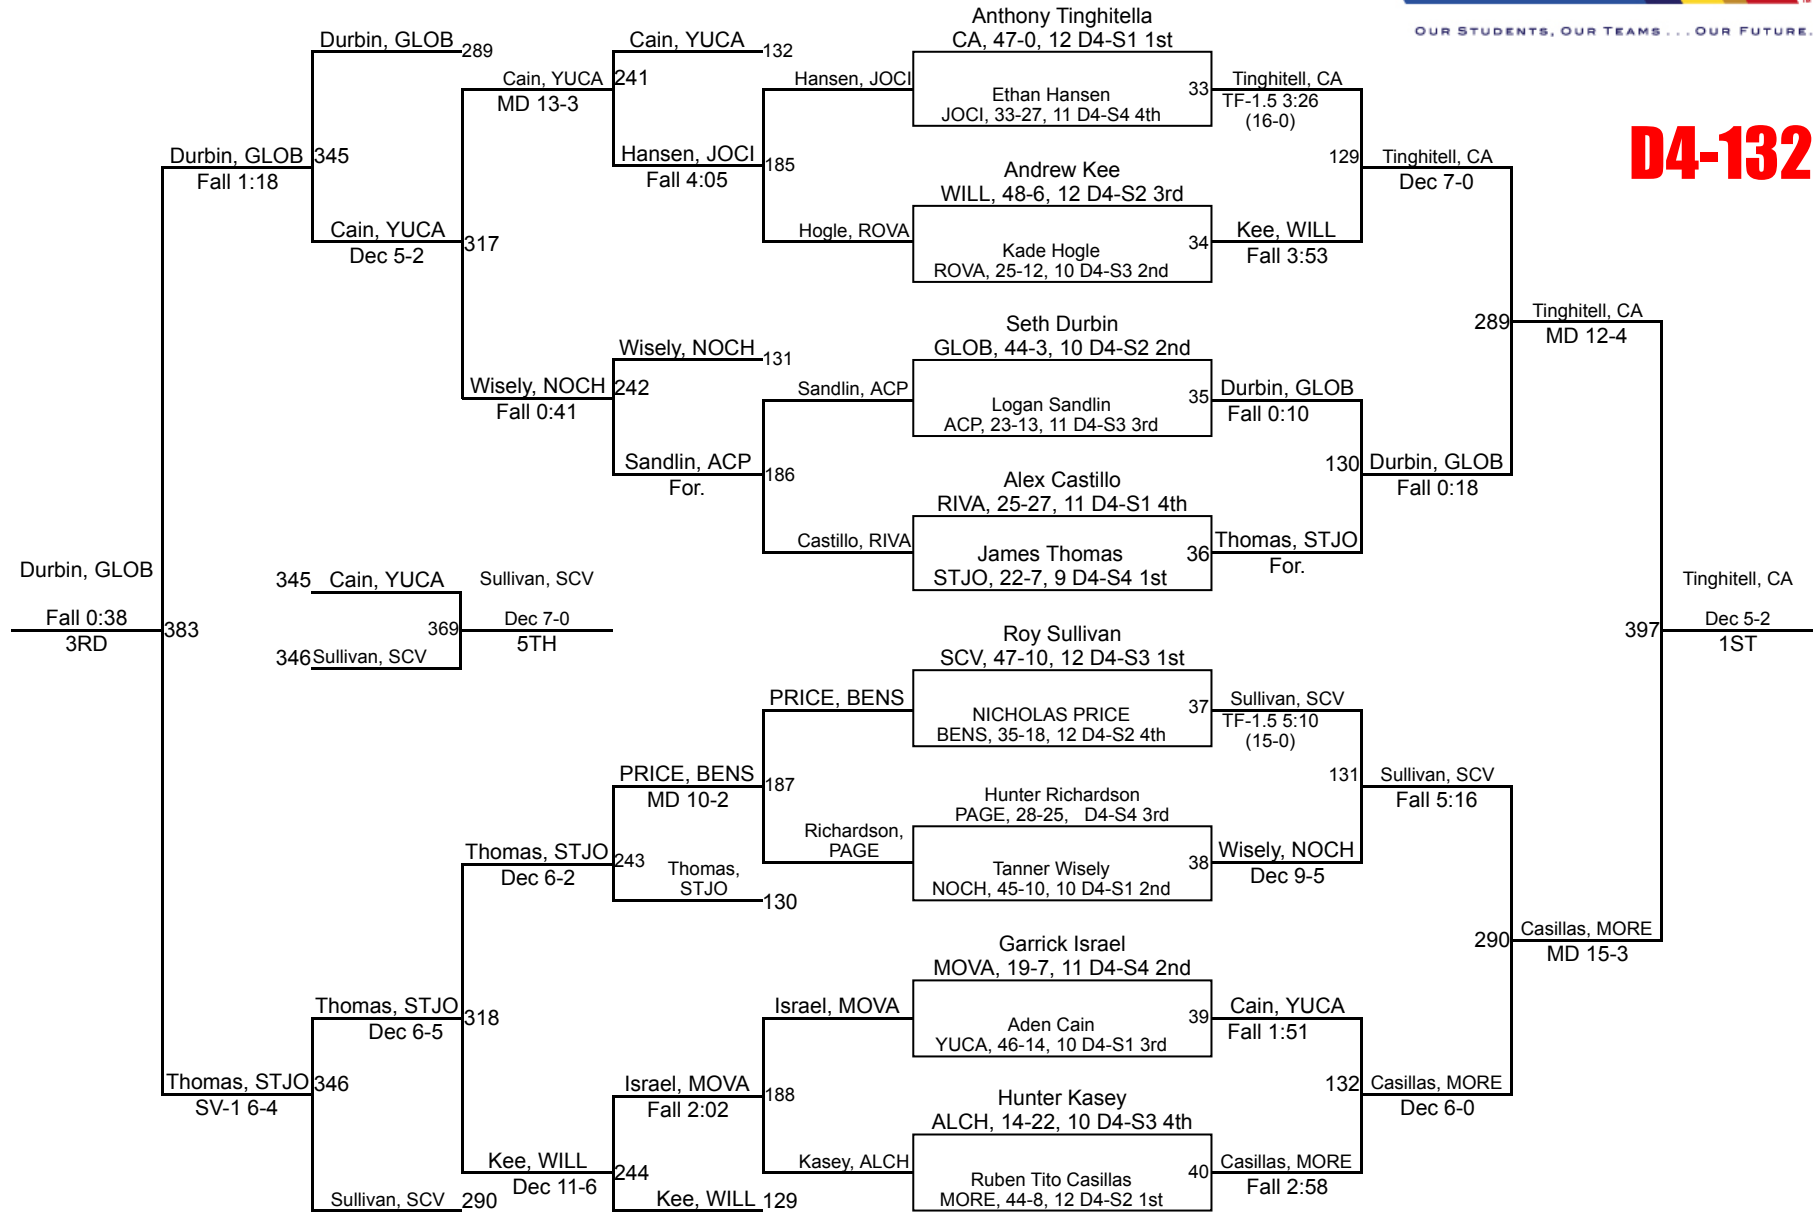 OUR STUDENTS, OUR TEAMS . . . OUR FUTURE.
D4-132
Durbin, GLOB
289
Cain, YUCA
132
Cain, YUCA
MD 13-3
241
Durbin, GLOB
Fall 1:18
345
Hansen, JOCI
Fall 4:05
185
Cain, YUCA
Dec 5-2
317
Wisely, NOCH
131
Wisely, NOCH
Fall 0:41
242
Sandlin, ACP
For.
186
Hansen, JOCI
Hogle, ROVA
Sandlin, ACP
Castillo, RIVA
Anthony Tinghitella
CA, 47-0, 12 D4-S1 1st
Ethan Hansen
JOCI, 33-27, 11 D4-S4 4th
33
Andrew Kee
WILL, 48-6, 12 D4-S2 3rd
Kade Hogle
ROVA, 25-12, 10 D4-S3 2nd
34
Seth Durbin
GLOB, 44-3, 10 D4-S2 2nd
Logan Sandlin
ACP, 23-13, 11 D4-S3 3rd
35
Alex Castillo
RIVA, 25-27, 11 D4-S1 4th
James Thomas
STJO, 22-7, 9 D4-S4 1st
36
Tinghitell, CA
TF-1.5 3:26
(16-0)
129
Tinghitell, CA
Dec 7-0
Kee, WILL
Fall 3:53
289
Tinghitell, CA
MD 12-4
Durbin, GLOB
Fall 0:10
130
Durbin, GLOB
Fall 0:18
Thomas, STJO
For.
Durbin, GLOB
Fall 0:38
3RD
383
345
Cain, YUCA
346
Sullivan, SCV
369
Sullivan, SCV
Dec 7-0
5TH
397
Tinghitell, CA
Dec 5-2
1ST
Roy Sullivan
SCV, 47-10, 12 D4-S3 1st
NICHOLAS PRICE
BENS, 35-18, 12 D4-S2 4th
37
Hunter Richardson
PAGE, 28-25, D4-S4 3rd
Tanner Wisely
NOCH, 45-10, 10 D4-S1 2nd
38
Garrick Israel
MOVA, 19-7, 11 D4-S4 2nd
Aden Cain
YUCA, 46-14, 10 D4-S1 3rd
39
Hunter Kasey
ALCH, 14-22, 10 D4-S3 4th
Ruben Tito Casillas
MORE, 44-8, 12 D4-S2 1st
40
PRICE, BENS
Richardson,
PAGE
Israel, MOVA
Kasey, ALCH
PRICE, BENS
MD 10-2
187
Thomas, STJO
Dec 6-2
243
Thomas,
STJO
130
Thomas, STJO
Dec 6-5
318
Israel, MOVA
Fall 2:02
188
Thomas, STJO
SV-1 6-4
346
Kee, WILL
Dec 11-6
244
Kee, WILL
129
Sullivan, SCV
290
Sullivan, SCV
TF-1.5 5:10
(15-0)
131
Sullivan, SCV
Fall 5:16
Wisely, NOCH
Dec 9-5
290
Casillas, MORE
MD 15-3
Cain, YUCA
Fall 1:51
132
Casillas, MORE
Dec 6-0
Casillas, MORE
Fall 2:58